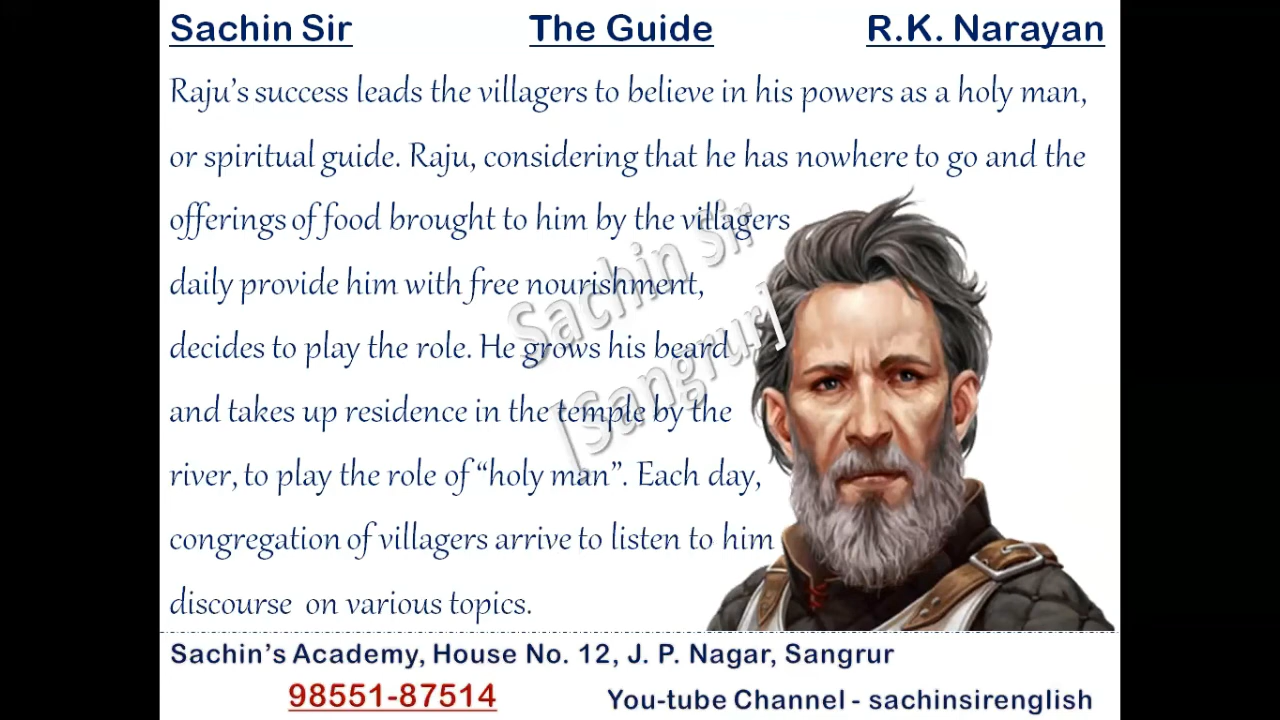 Sachin Sir The Guide R.K. Narayan
Raju's success leads the villagers to believe in his powers as a holy man,
or spiritual guide. Raju, considering that he has nowhere to go and the
offerings of food brought to him by the villagers
daily provide him with free nourishment,
decides to play the role. He grows his beard
and takes up residence in the temple by the
river, to play the role of “holy man”. Each day,
congregation of villagers arrive to listen to him
discourse on various topics.
Sachin Sir
[Sangrur]
Sachin's Academy, House No. 12, J. P. Nagar, Sangrur
98551-87514 You-tube Channel - sachinsirenglish